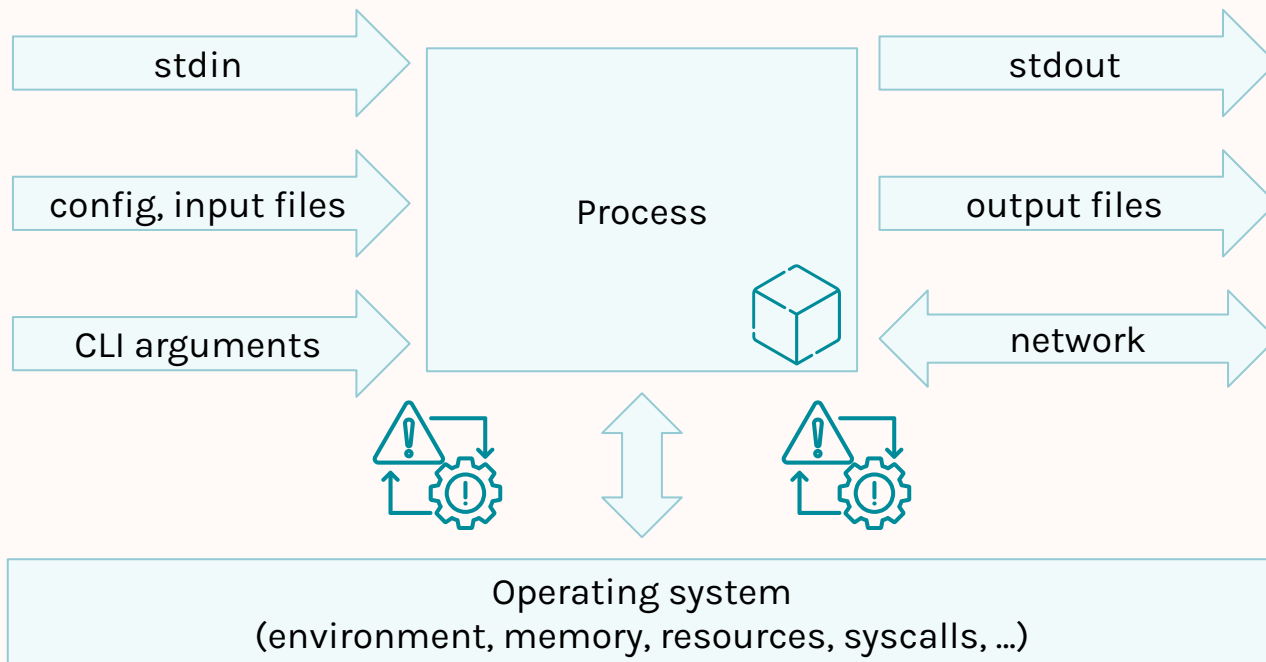 stdin
stdout
config, input files
Process
output files
CLI arguments
network
Operating system
(environment, memory, resources, syscalls, …)